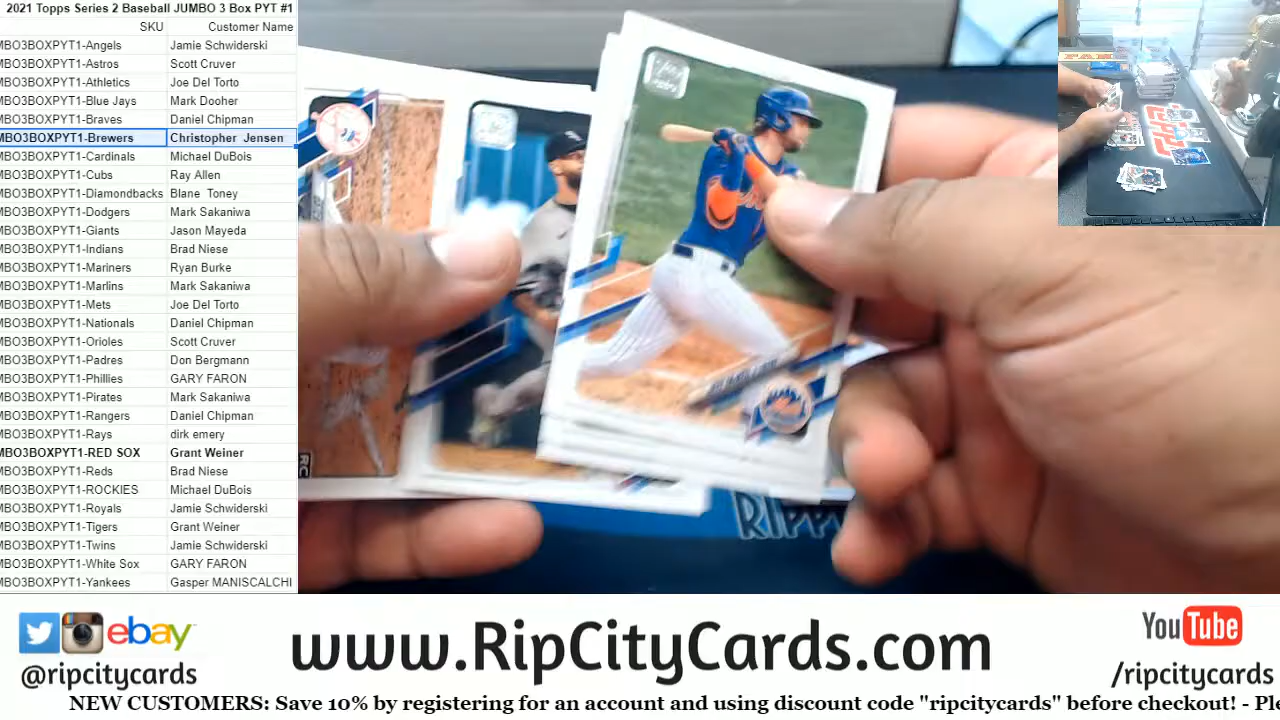 2021 Topps Series 2 Baseball JUMBO 3 Box PYT #1
SKU Customer Name
MBO3BOXPYT1-Angels Jamie Schwiderski
MBO3BOXPYT1-Astros Scott Cruver
MBO3BOXPYT1-Athletics Joe Del Torto
MBO3BOXPYT1-Blue Jays Mark Dooher
MBO3BOXPYT1-Braves Daniel Chipman
MBO3BOXPYT1-Brewers Christopher Jensen
MBO3BOXPYT1-Cardinals Michael DuBois
MBO3BOXPYT1-Cubs Ray Allen
MBO3BOXPYT1-Diamondbacks Blane Toney
MBO3BOXPYT1-Dodgers Mark Sakaniwa
MBO3BOXPYT1-Giants Jason Mayeda
MBO3BOXPYT1-Indians Brad Niese
MBO3BOXPYT1-Mariners Ryan Burke
MBO3BOXPYT1-Marlins Mark Sakaniwa
MBO3BOXPYT1-Mets Joe Del Torto
MBO3BOXPYT1-Nationals Daniel Chipman
MBO3BOXPYT1-Orioles Scott Cruver
MBO3BOXPYT1-Padres Don Bergmann
MBO3BOXPYT1-Phillies GARY FARON
MBO3BOXPYT1-Pirates Mark Sakaniwa
MBO3BOXPYT1-Rangers Daniel Chipman
MBO3BOXPYT1-Rays dirk emery
MBO3BOXPYT1-RED SOX Grant Weiner
MBO3BOXPYT1-Reds Brad Niese
MBO3BOXPYT1-ROCKIES Michael DuBois
MBO3BOXPYT1-Royals Jamie Schwiderski
MBO3BOXPYT1-Tigers Grant Weiner
MBO3BOXPYT1-Twins Jamie Schwiderski
MBO3BOXPYT1-White Sox GARY FARON
MBO3BOXPYT1-Yankees Gasper MANISCALCHI
RC
RIPP
ebay
@ripcitycards
www.RipCityCards.com
YouTube
/ripcitycards
NEW CUSTOMERS: Save 10% by registering for an account and using discount code "ripcitycards" before checkout! - Ple